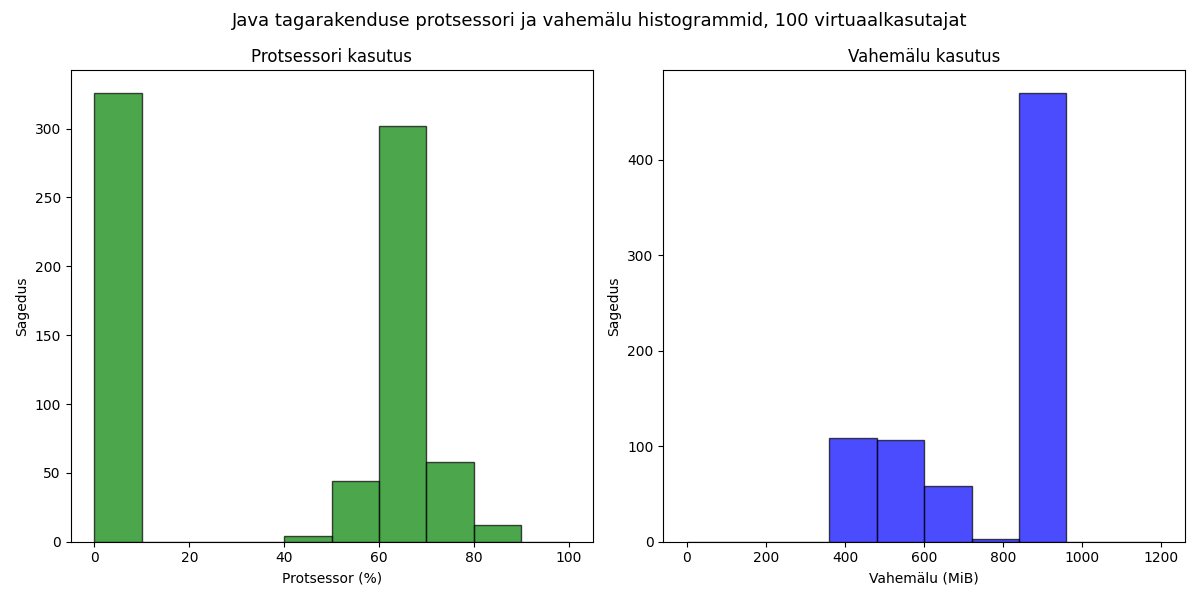 Java tagarakenduse protsessori ja vahemälu histogrammid, 100 virtuaalkasutajat
Protsessori kasutus
Sagedus
300
250
200
150
100
50
0
0 20 40 60 80 100
Protsessor (%)
Vahemälu kasutus
Sagedus
400
300
200
100
0
0 200 400 600 800 1000 1200
Vahemälu (MiB)